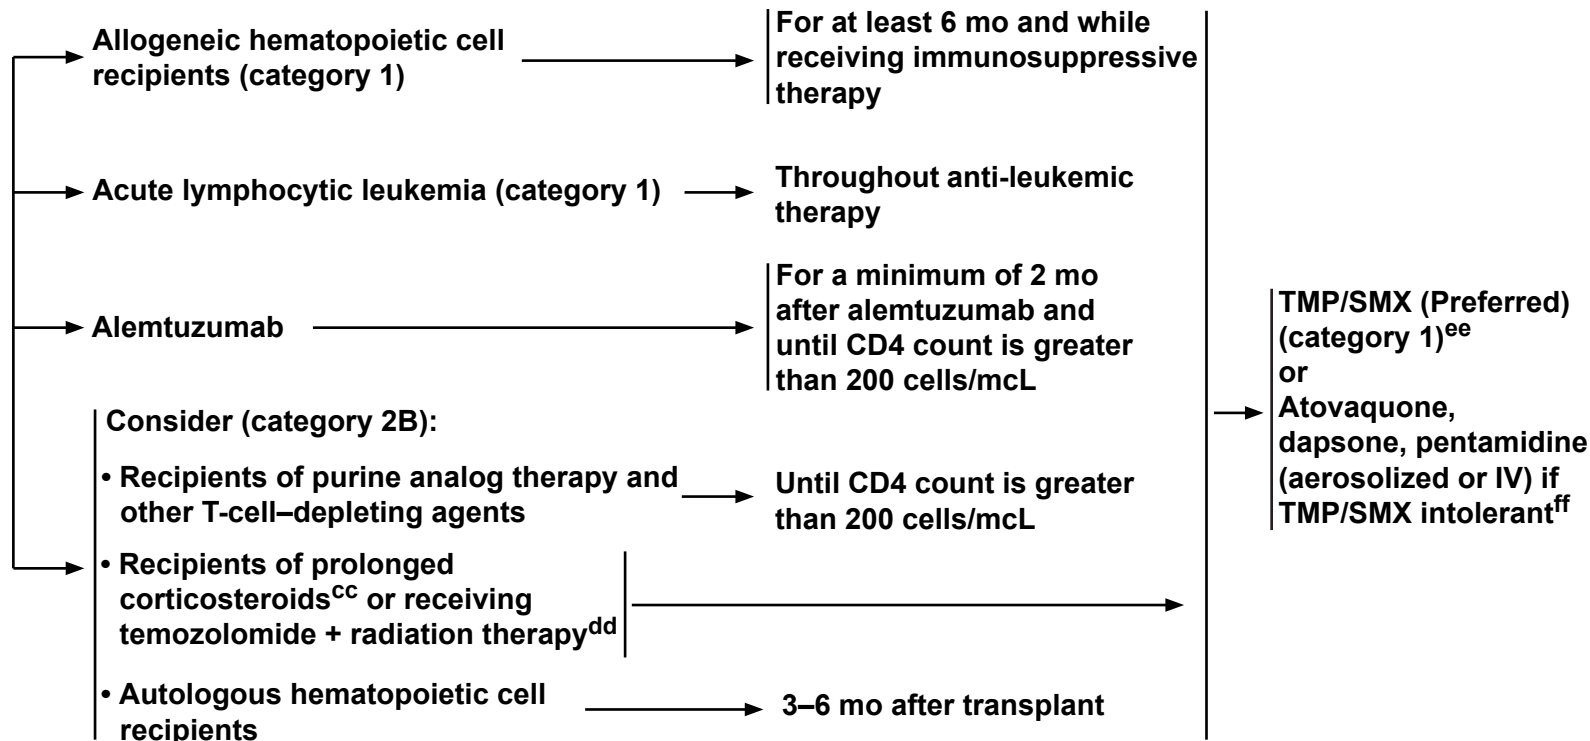 Allogeneic hematopoietic cell
recipients (category 1)
For at least 6 mo and while
receiving immunosuppressive
therapy
Acute lymphocytic leukemia (category 1)
Throughout anti-leukemic
therapy
Alemtuzumab
For a minimum of 2 mo
after alemtuzumab and
until CD4 count is greater
than 200 cells/mcL
Consider (category 2B):
• Recipients of purine analog therapy and
other T-cell–depleting agents
Until CD4 count is greater
than 200 cells/mcL
• Recipients of prolonged
corticosteroidscc or receiving
temozolomide + radiation therapydd
• Autologous hematopoietic cell
recipients
3–6 mo after transplant
TMP/SMX (Preferred)
(category 1)ee
or
Atovaquone,
dapsone, pentamidine
(aerosolized or IV) if
TMP/SMX intolerantff